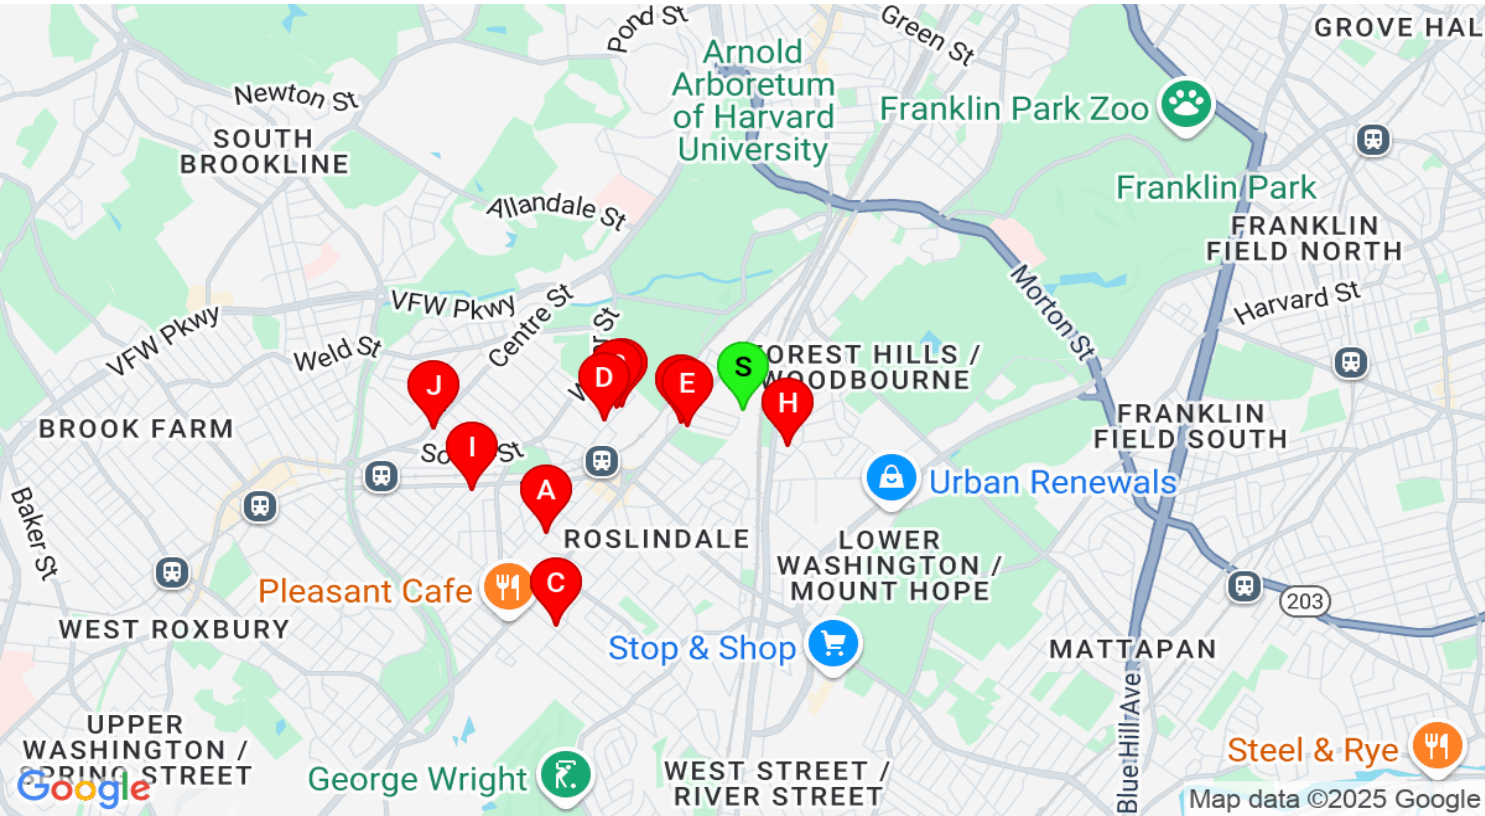 Pond St
Green St
GROVE HAL
Arnold
Arboretum
of Harvard
University
Newton St
Franklin Park Zoo
SOUTH
BROOKLINE
Franklin Park
Allandale St
FRANKLIN
FIELD NORTH
Morton St
VFW Pkwy
VFW Pkwy
Centre St
Harvard St
Weld St
FOREST HILLS /
WOODBOURNE
S
D
E
J
H
BROOK FARM
FRANKLIN
FIELD SOUTH
I
St
A
Urban Renewals
Baker St
ROSLINDALE
LOWER
WASHINGTON /
MOUNT HOPE
Pleasant Cafe
C
203
WEST ROXBURY
Stop & Shop
MATTAPAN
Blue Hill Ave
UPPER
WASHINGTON /
SPRING STREET
George Wright
WEST STREET /
RIVER STREET
Steel & Rye
Google
Map data ©2025 Google